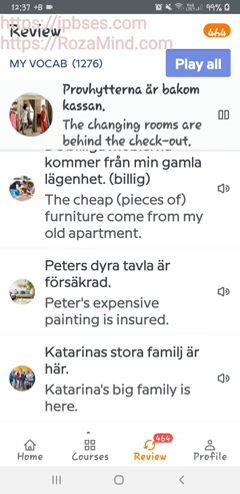 12:37 +B 99%
https://jpbses.com
Review
464
https://RozaMind.com
MY VOCAB (1276)
Play all
Provhytterna är bakom
kassan.
The changing rooms are
behind the check-out.
kommer från min gamla
lägenhet. (billig)
The cheap (pieces of)
furniture come from my
old apartment.
Peters dyra tavla är
försäkrad.
Peter's expensive
painting is insured.
Katarinas stora familj är
här.
Katarina's big family is
here.
464
Home Courses Review Profile